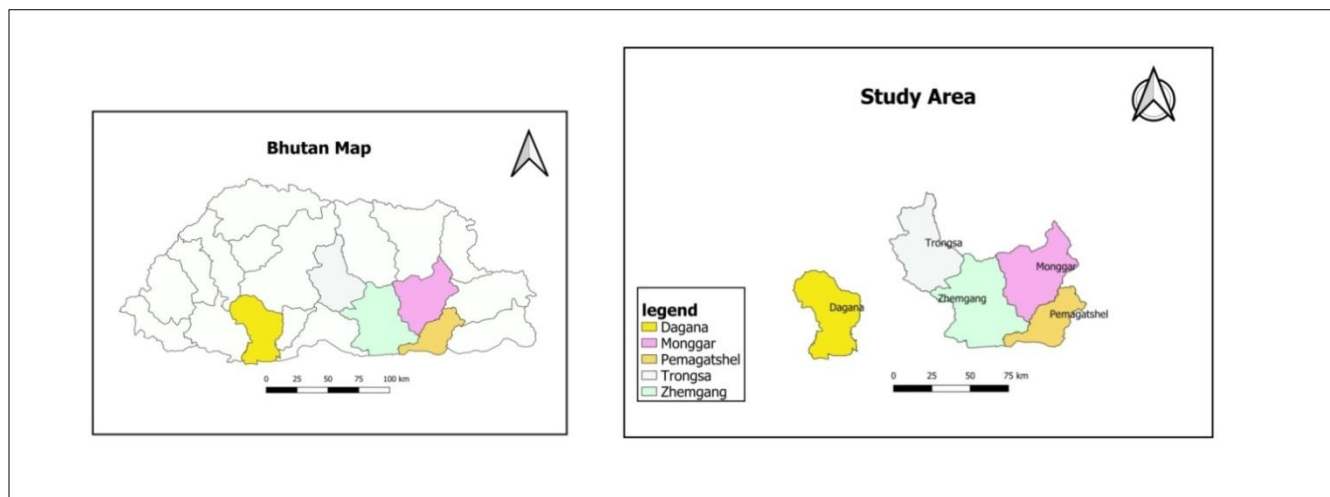 Bhutan Map
0 25 50 75 100 km
Study Area
Trongsa
Monggar
Zhemgang
Dagana
Pemagatshel
legend
Dagana
Monggar
Pemagatshel
Trongsa
Zhemgang
0 25 50 75 km